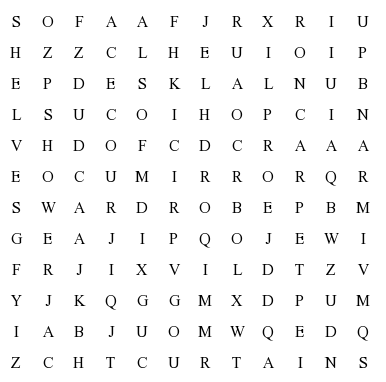 S O F A A F J R X R I U
H Z Z C L H E U I O I P
E P D E S K L A L N U B
L S U C O I H O P C I N
V H D O F C D C R A A A
E O C U M I R R O R Q R
S W A R D R O B E P B M
G E A J I P Q O J E W I
F R J I X V I L D T Z V
Y J K Q G G M X D P U M
I A B J U O M W Q E D Q
Z C H T C U R T A I N S